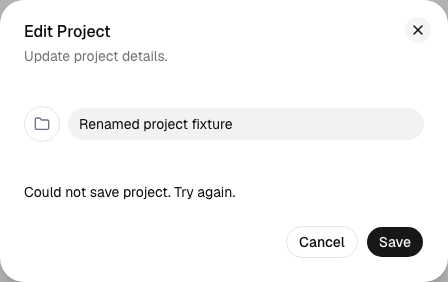 Edit Project
Update project details.
Renamed project fixture
Could not save project. Try again.
Cancel
Save